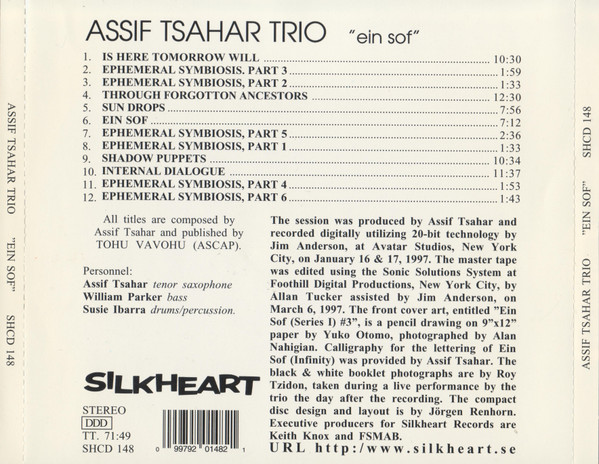 ASSIF TSAHAR TRIO "ein sof"
1. IS HERE TOMORROW WILL 10:30
2. EPHEMERAL SYMBIOSIS. PART 3 1:59
3. EPHEMERAL SYMBIOSIS, PART 2 1:33
4. THROUGH FORGOTTON ANCESTORS 12:30
5. SUN DROPS 7:56
6. EIN SOF 7:12
7. EPHEMERAL SYMBIOSIS, PART 5 2:36
8. EPHEMERAL SYMBIOSIS, PART 1 1:33
9. SHADOW PUPPETS 10:34
10. INTERNAL DIALOGUE 11:37
11. EPHEMERAL SYMBIOSIS, PART 4 1:53
12. EPHEMERAL SYMBIOSIS, PART 6 1:43
All titles are composed by
Assif Tsahar and published by
TOHU VAVOHU (ASCAP).
Personnel:
Assif Tsahar tenor saxophone
William Parker bass
Susie Ibarra drums/percussion.
The session was produced by Assif Tsahar and
recorded digitally utilizing 20-bit technology by
Jim Anderson, at Avatar Studios, New York
City, on January 16 & 17, 1997. The master tape
was edited using the Sonic Solutions System at
Foothill Digital Productions, New York City, by
Allan Tucker assisted by Jim Anderson, on
March 6, 1997. The front cover art, entitled "Ein
Sof (Series I) #3", is a pencil drawing on 9"x12"
paper by Yuko Otomo, photographed by Alan
Nahigian. Calligraphy for the lettering of Ein
Sof (Infinity) was provided by Assif Tsahar. The
black & white booklet photographs are by Roy
Tzidon, taken during a live performance by the
trio the day after the recording. The compact
disc design and layout is by Jörgen Renhorn.
Executive producers for Silkheart Records are
Keith Knox and FSMAB.
URL http:/www.silkheart.se
SILKHEART
STEREO
DDD
TT. 71:49
SHCD 148
0 99792 01482 1
ASSIF TSAHAR TRIO "EIN SOF" SHCD 148
ASSIF TSAHAR TRIO "EIN SOF" SHCD 148